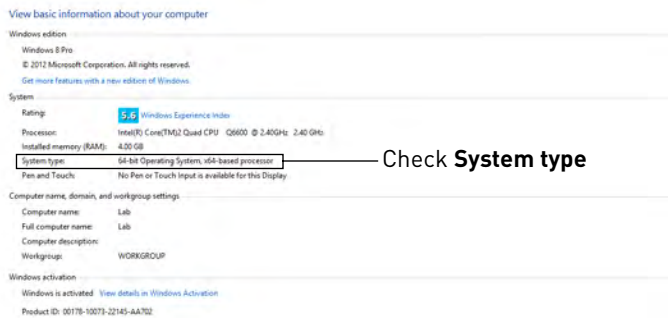 View basic information about your computer
Windows edition
Windows 8 Pro
© 2012 Microsoft Corporation. All rights reserved.
Get more features with a new edition of Windows
System
Rating: 5.6 Windows Experience Index
Processor: Intel(R) Core(TM)2 Quad CPU Q6600 @ 2.40GHz 2.40 GHz
Installed memory (RAM): 4.00 GB
System type: 64-bit Operating System, x64-based processor Check System type
Pen and Touch: No Pen or Touch Input is available for this Display
Computer name, domain, and workgroup settings
Computer name: Lab
Full computer name: Lab
Computer description:
Workgroup: WORKGROUP
Windows activation
Windows is activated View details in Windows Activation
Product ID: 00178-10073-22145-AA702